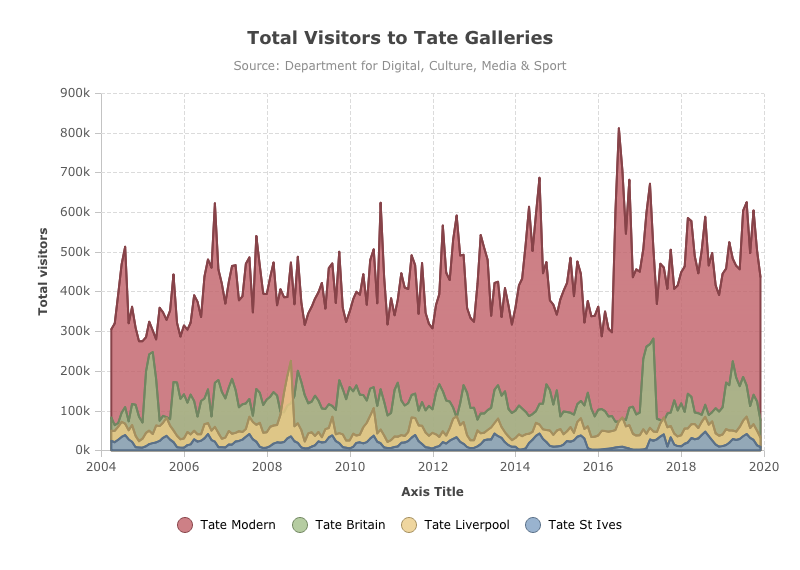 Total Visitors to Tate Galleries
Source: Department for Digital, Culture, Media & Sport
Total visitors
900k
800k
700k
600k
500k
400k
300k
200k
100k
0k
2004 2006 2008 2010 2012 2014 2016 2018 2020
Axis Title
Tate Modern Tate Britain Tate Liverpool Tate St Ives